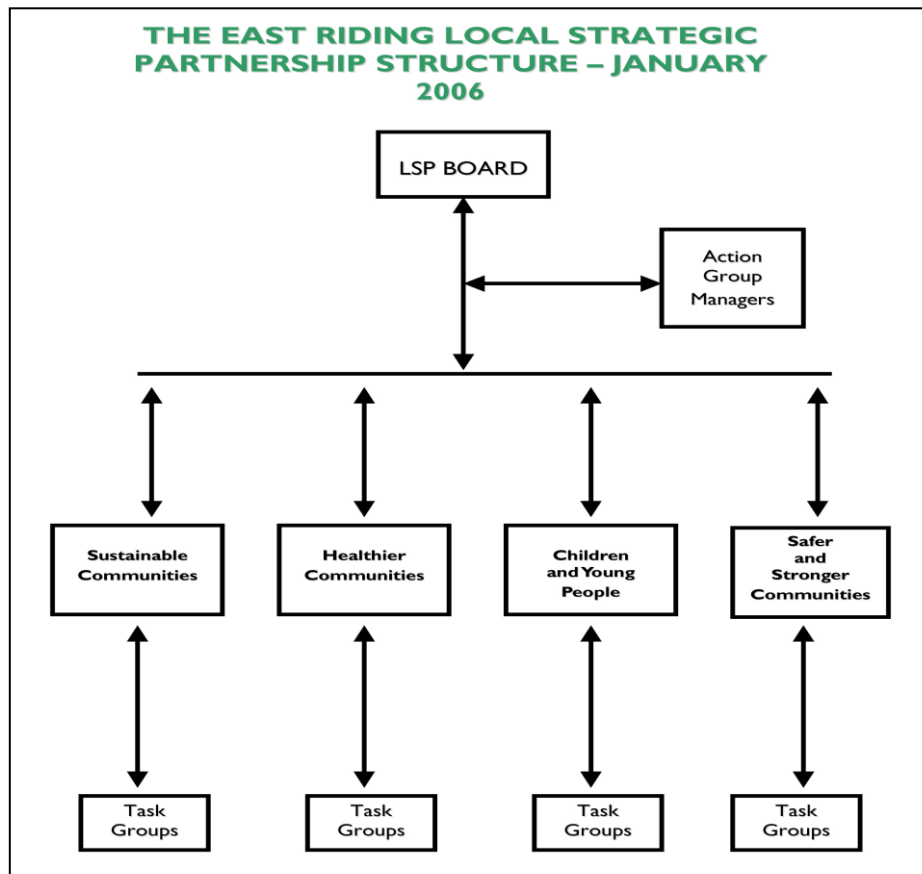 THE EAST RIDING LOCAL STRATEGIC
PARTNERSHIP STRUCTURE – JANUARY
2006
LSP BOARD
Action
Group
Managers
Sustainable
Communities
Healthier
Communities
Children
and Young
People
Safer
and
Stronger
Communities
Task
Groups
Task
Groups
Task
Groups
Task
Groups